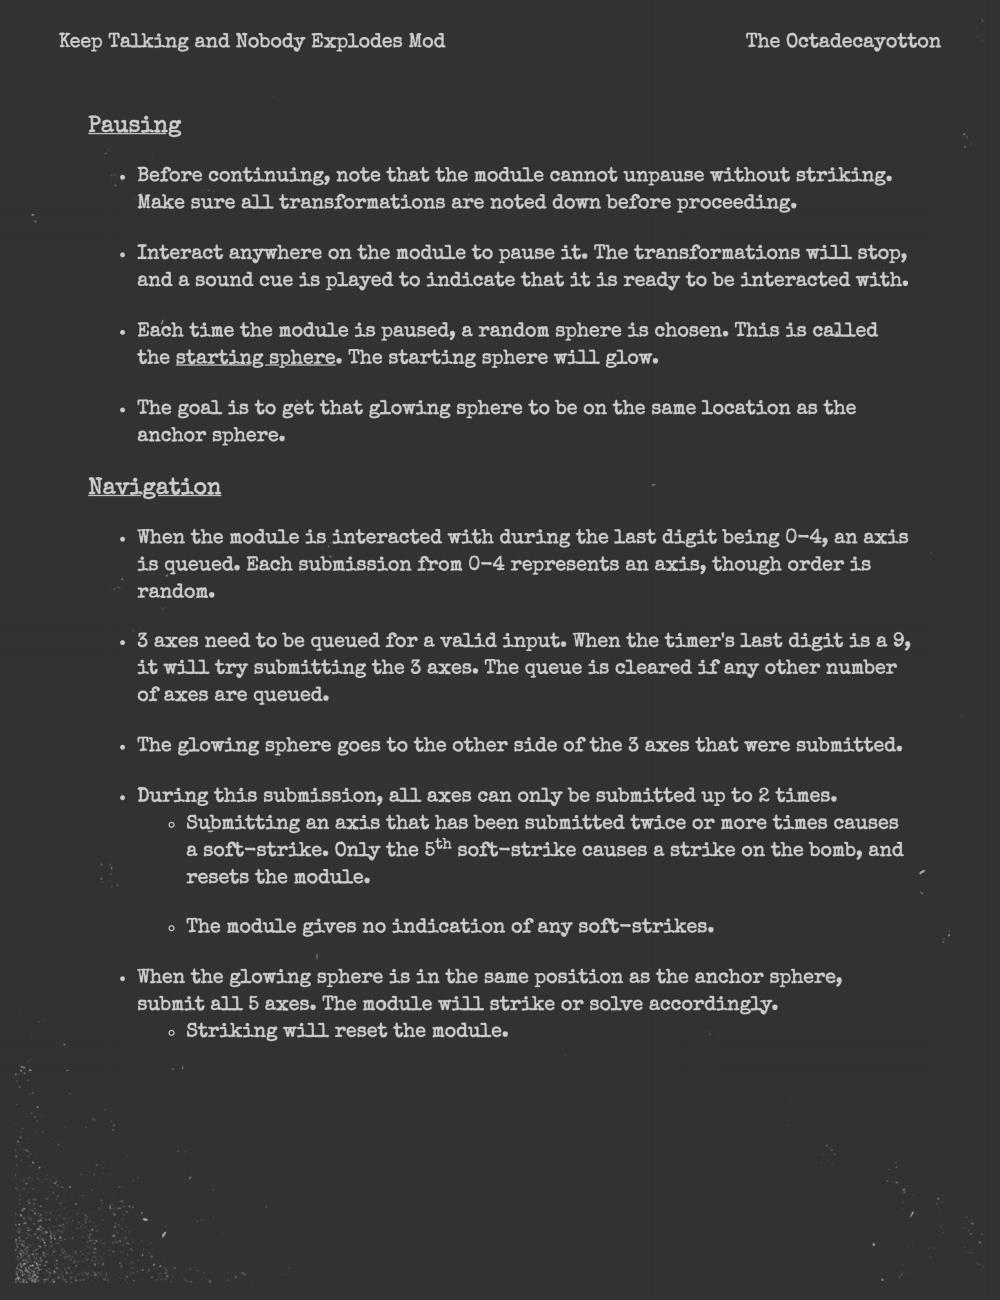 Keep Talking and Nobody Explodes Mod
The Octadecayotton
Pausing
• Before continuing, note that the module cannot unpause without striking.
Make sure all transformations are noted down before proceeding.
• Interact anywhere on the module to pause it. The transformations will stop,
and a sound cue is played to indicate that it is ready to be interacted with.
• Each time the module is paused, a random sphere is chosen. This is called
the starting sphere. The starting sphere will glow.
• The goal is to get that glowing sphere to be on the same location as the
anchor sphere.
Navigation
• When the module is interacted with during the last digit being 0-4, an axis
is queued. Each submission from 0-4 represents an axis, though order is
random.
• 3 axes need to be queued for a valid input. When the timer's last digit is a 9,
it will try submitting the 3 axes. The queue is cleared if any other number
of axes are queued.
• The glowing sphere goes to the other side of the 3 axes that were submitted.
• During this submission, all axes can only be submitted up to 2 times.
◦ Submitting an axis that has been submitted twice or more times causes
a soft-strike. Only the 5th soft-strike causes a strike on the bomb, and
resets the module.
◦ The module gives no indication of any soft-strikes.
• When the glowing sphere is in the same position as the anchor sphere,
submit all 5 axes. The module will strike or solve accordingly.
◦ Striking will reset the module.